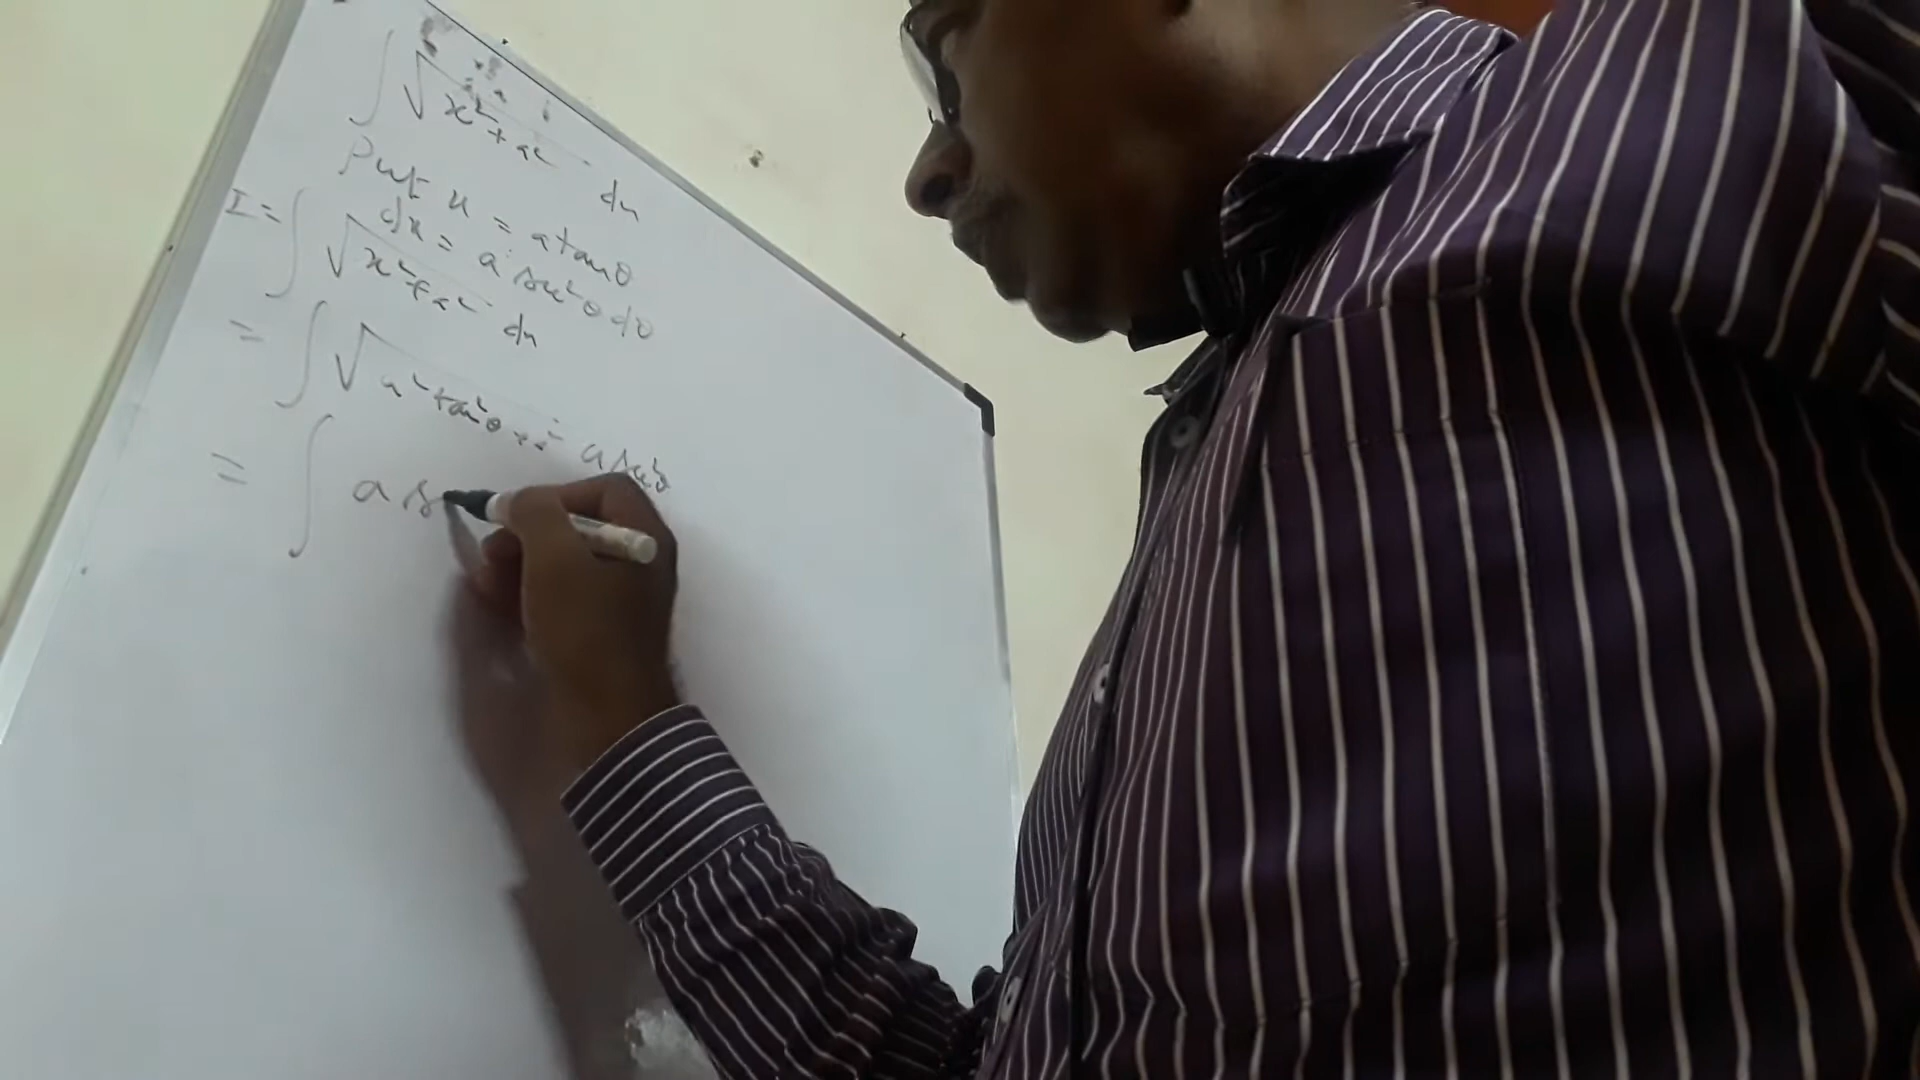 ∫ √x²+a² dx
Put x = a tanθ
dx = a sec²θ dθ
I = ∫ √x²+a² dx
= ∫ √a²tan²θ+a² a sec²θ
= ∫ a s